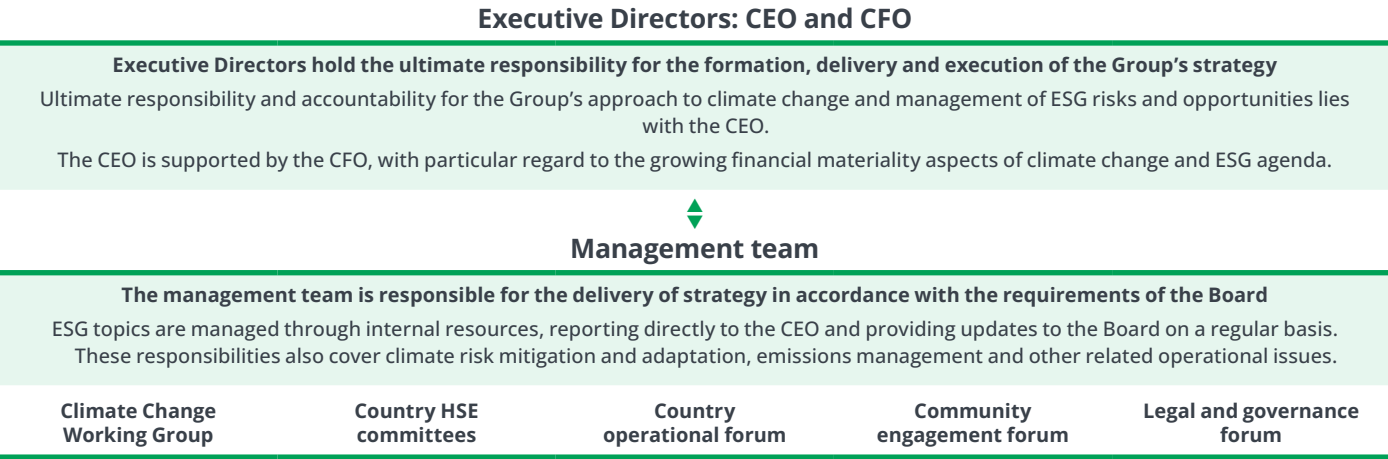 Executive Directors: CEO and CFO
Executive Directors hold the ultimate responsibility for the formation, delivery and execution of the Group’s strategy
Ultimate responsibility and accountability for the Group’s approach to climate change and management of ESG risks and opportunities lies
with the CEO.
The CEO is supported by the CFO, with particular regard to the growing financial materiality aspects of climate change and ESG agenda.
Management team
The management team is responsible for the delivery of strategy in accordance with the requirements of the Board
ESG topics are managed through internal resources, reporting directly to the CEO and providing updates to the Board on a regular basis.
These responsibilities also cover climate risk mitigation and adaptation, emissions management and other related operational issues.
Climate Change
Working Group
Country HSE
committees
Country
operational forum
Community
engagement forum
Legal and governance
forum